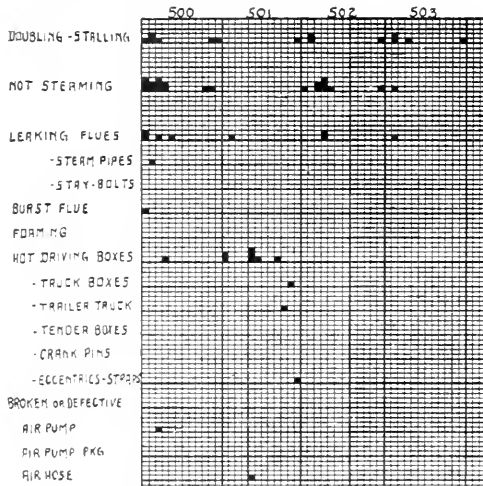 500 501 502 503
DOUBLING - STALLING
NOT STEAMING
LEAKING FLUES
- STEAM PIPES
- STAY-BOLTS
BURST FLUE
FOAMING
HOT DRIVING BOXES
- TRUCK BOXES
- TRAILER TRUCK
- TENDER BOXES
- CRANK PINS
- ECCENTRICS-STRAPS
BROKEN OR DEFECTIVE
AIR PUMP
AIR PUMP PKG
AIR HOSE